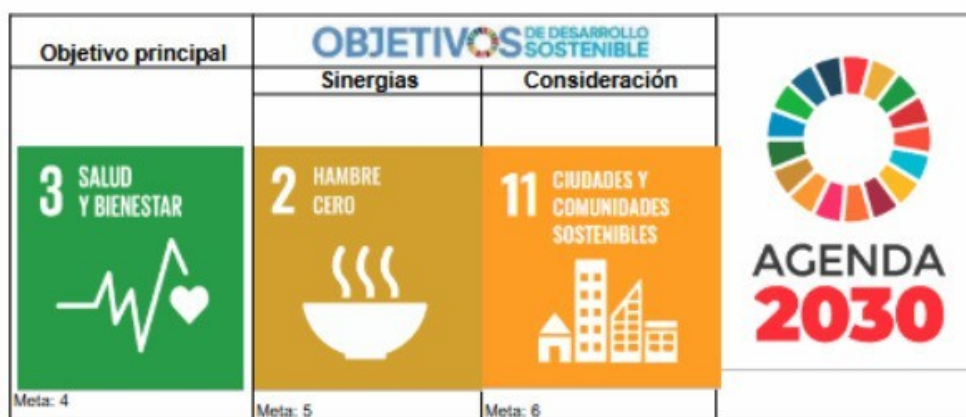 Objetivo principal
OBJETIVOS DE DESARROLLO SOSTENIBLE
Sinergias
Consideración
3 SALUD
Y BIENESTAR
2 HAMBRE
CERO
11 CIUDADES Y
COMUNIDADES
SOSTENIBLES
AGENDA
2030
Meta: 4
Meta: 5
Meta: 6